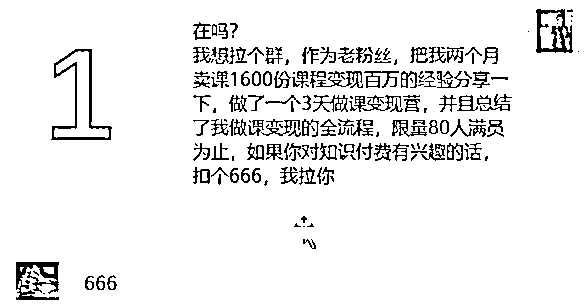 1
在吗?
我想拉个群，作为老粉丝，把我两个月
卖课1600份课程变现百万的经验分享一
下，做了一个3天做课变现营，并且总结
了我做课变现的全流程，限量80人满员
为止，如果你对知识付费有兴趣的话，
扣个666，我拉你
666